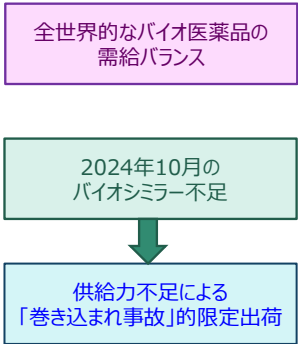 全世界的なバイオ医薬品の
需給バランス
2024年10月の
バイオシミラー不足
供給力不足による
「巻き込まれ事故」的限定出荷